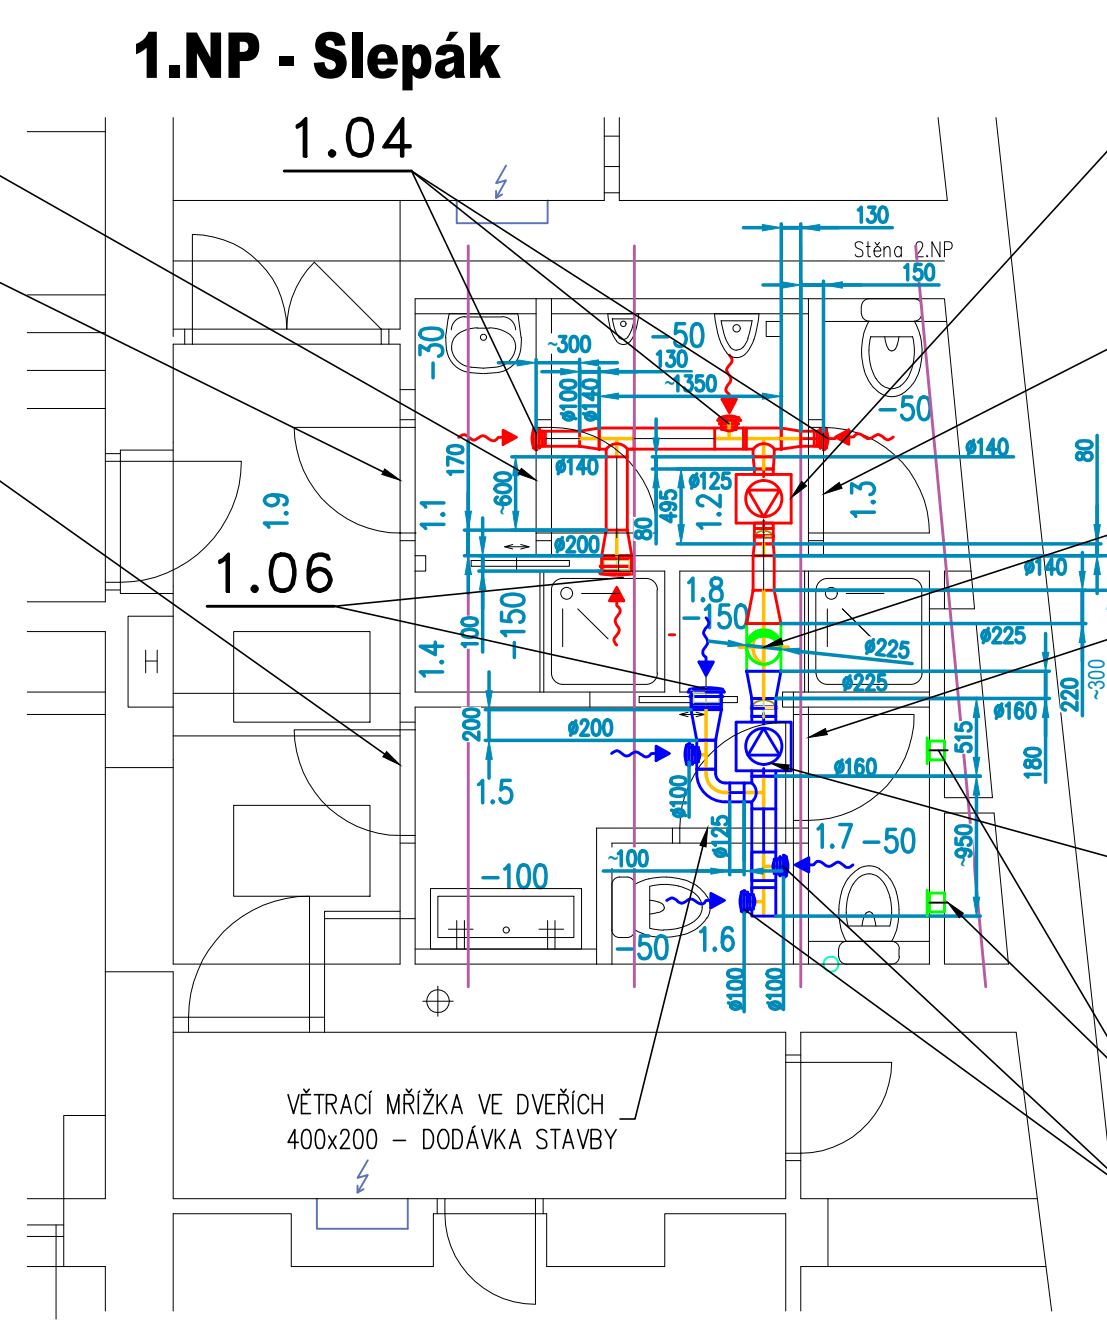 1.NP - Slepák
1.04
130
Stěna 2.NP
150
-30
~300
-50
130
~1350
ø100
ø140
-50
170
ø140
~600
ø125
495
80
1.2
1.3
ø140
80
1.9
1.1
ø200
ø140
1.06
1.8
-150
-150
100
1.4
ø225
ø225
ø225
220
~300
H
200
ø200
ø160
515
180
ø160
1.5
ø100
ø125
1.7
-50
~950
~100
-100
-50
1.6
ø100
ø100
VĚTRACÍ MŘÍŽKA VE DVEŘÍCH
400x200 – DODÁVKA STAVBY